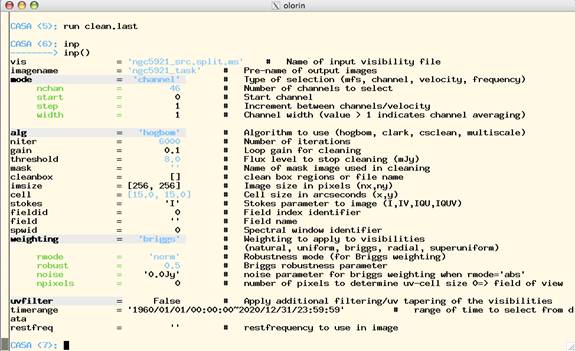 olorin
CASA <5>: run clean.last
CASA <6>: inp
--------> inp()
vis = 'ngc5921_src.split.ms' # Name of input visibility file
imagename = 'ngc5921_task' # Pre-name of output images
mode = 'channel' # Type of selection (mfs, channel, velocity, frequency)
nchan = 46 # Number of channels to select
start = 0 # Start channel
step = 1 # Increment between channels/velocity
width = 1 # Channel width (value > 1 indicates channel averaging)
alg = 'hogbom' # Algorithm to use (hogbom, clark, csclean, multiscale)
niter = 6000 # Number of iterations
gain = 0.1 # Loop gain for cleaning
threshold = 8.0 # Flux level to stop cleaning (mJy)
mask = '' # Name of mask image used in cleaning
cleanbox = [] # clean box regions or file name
imsize = [256, 256] # Image size in pixels (nx,ny)
cell = [15.0, 15.0] # Cell size in arcseconds (x,y)
stokes = 'I' # Stokes parameter to image (I,IV,IQU,IQUV)
fieldid = 0 # Field index identifier
field = '' # Field name
spwid = 0 # Spectral window identifier
weighting = 'briggs' # Weighting to apply to visibilities
# (natural, uniform, briggs, radial, superuniform)
rmode = 'norm' # Robustness mode (for Briggs weighting)
robust = 0.5 # Briggs robustness parameter
noise = '0.0Jy' # noise parameter for briggs weighting when rmode='abs'
npixels = 0 # number of pixels to determine uv-cell size 0=> field of view
uvfilter = False # Apply additional filtering/uv tapering of the visibilities
timerange = '1960/01/01/00:00:00~2020/12/31/23:59:59' # range of time to select from d
ata
restfreq = '' # restfrequency to use in image
CASA <7>: